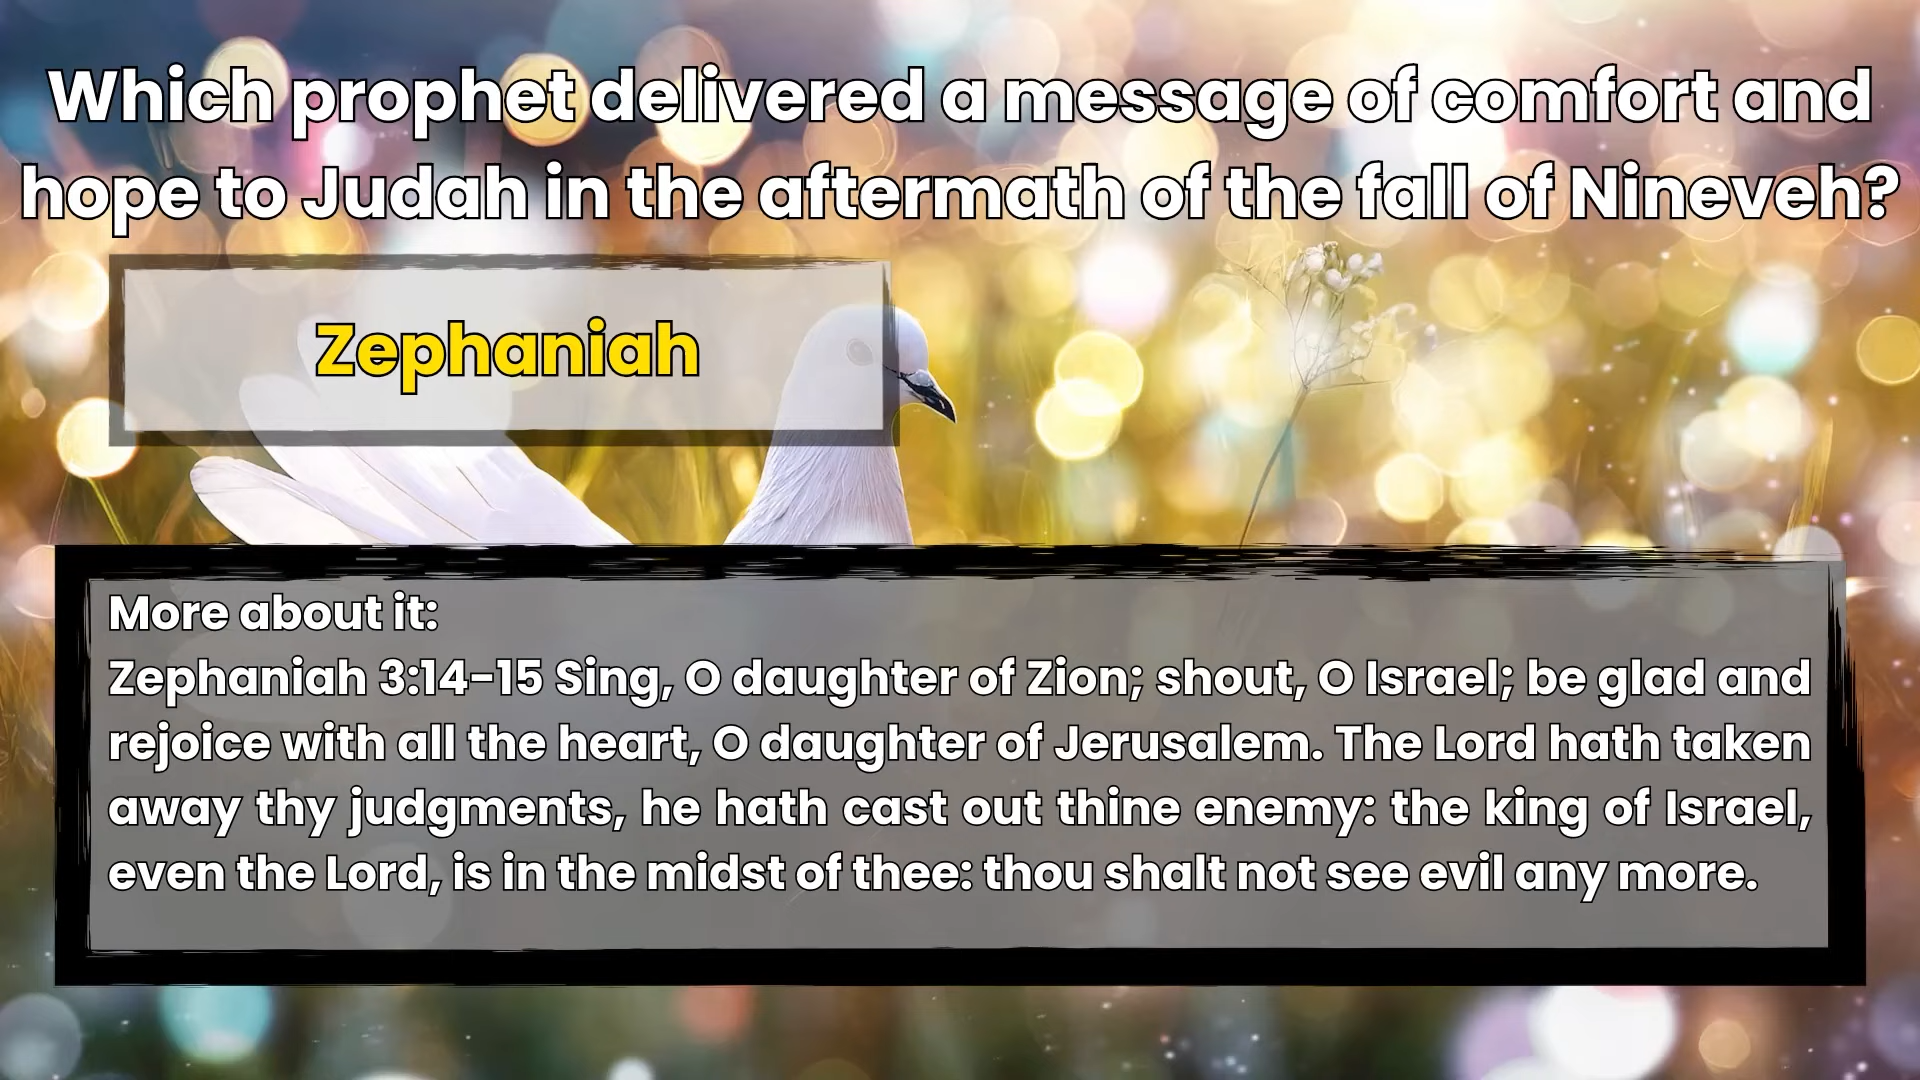 Which prophet delivered a message of comfort and
hope to Judah in the aftermath of the fall of Nineveh?
Zephaniah
More about it:
Zephaniah 3:14-15 Sing, O daughter of Zion; shout, O Israel; be glad and
rejoice with all the heart, O daughter of Jerusalem. The Lord hath taken
away thy judgments, he hath cast out thine enemy: the king of Israel,
even the Lord, is in the midst of thee: thou shalt not see evil any more.